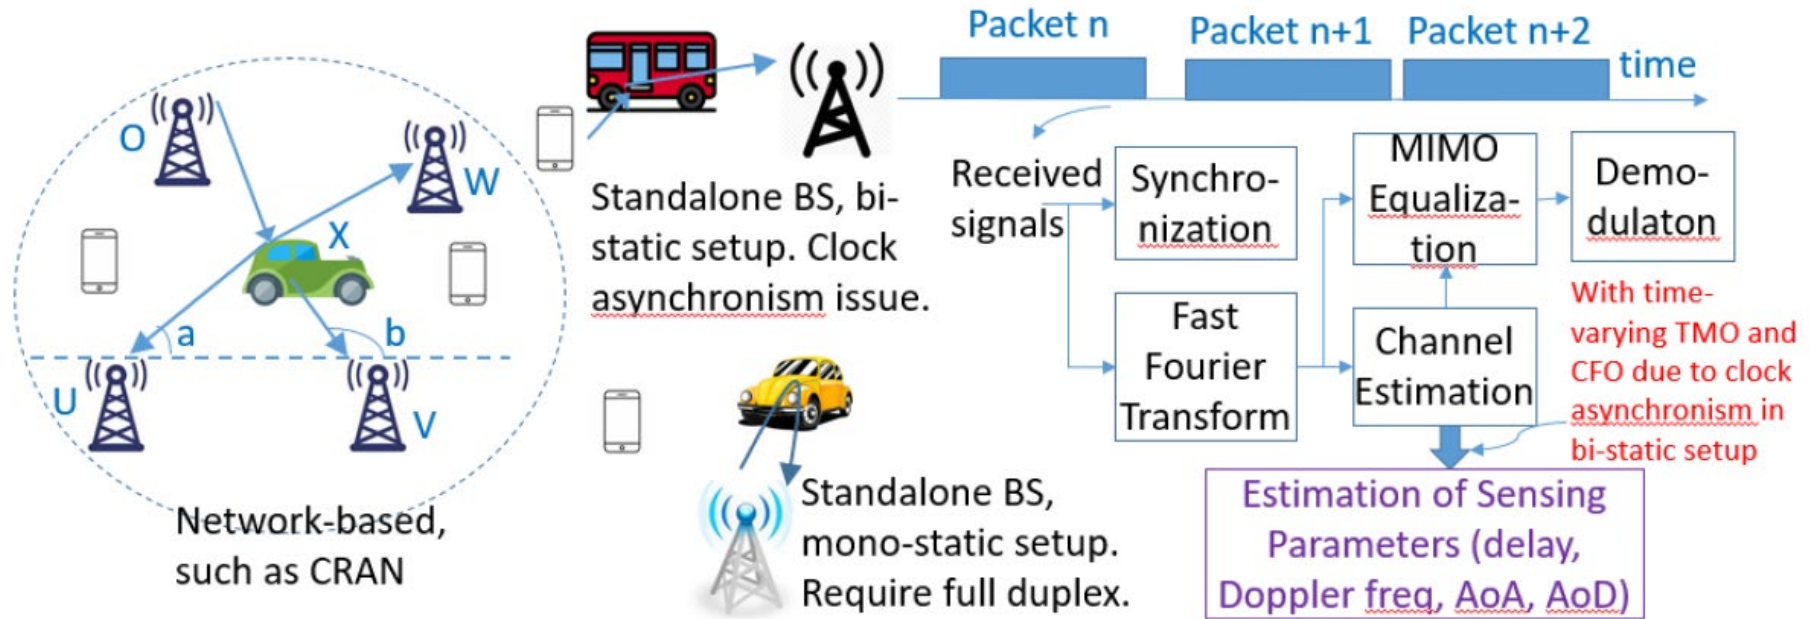 O
W
X
a
b
U
V
Network-based,
such as CRAN
Standalone BS, bi-
static setup. Clock
asynchronism issue.
Standalone BS,
mono-static setup.
Require full duplex.
Packet n
Packet n+1
Packet n+2
time
Received
signals
Synchro-
nization
Fast
Fourier
Transform
MIMO
Equaliza-
tion
Demo-
dulaton
Channel
Estimation
With time-
varying TMO and
CFO due to clock
asynchronism in
bi-static setup
Estimation of Sensing
Parameters (delay,
Doppler freq, AoA, AoD)